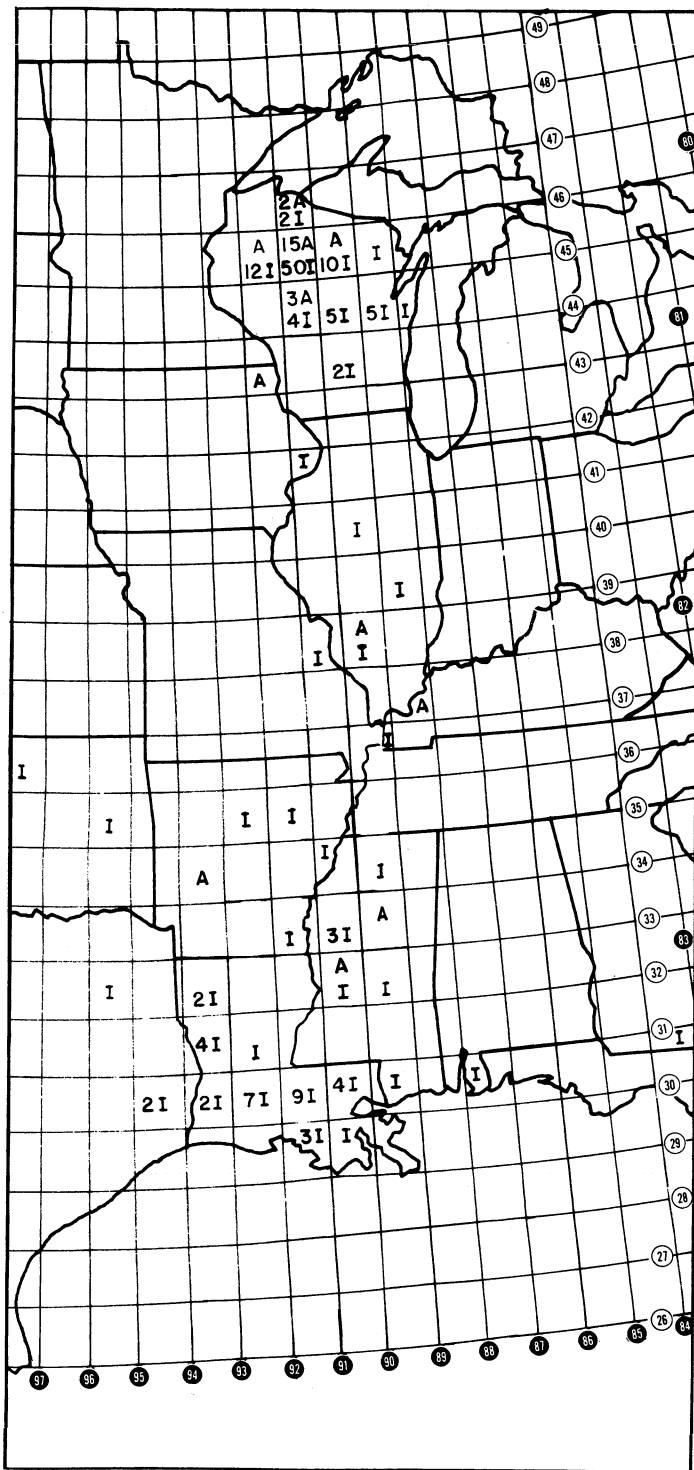 49
48
47
80
46
2A
2I
45
A 15A A I
12I 50I 10I
44
3A
4I 5I 5I I
81
43
A 2I
42
I
41
I
40
I
39
82
A
I I
38
A
37
I
36
I
35
I I I
I
34
A I
A
33
I 3I
83
A
I 2I I I
32
4I I
31
I
2I 2I 7I 9I 4I I I
30
3I I
29
28
27
26
97 96 95 94 93 92 91 90 89 88 87 86 85 84